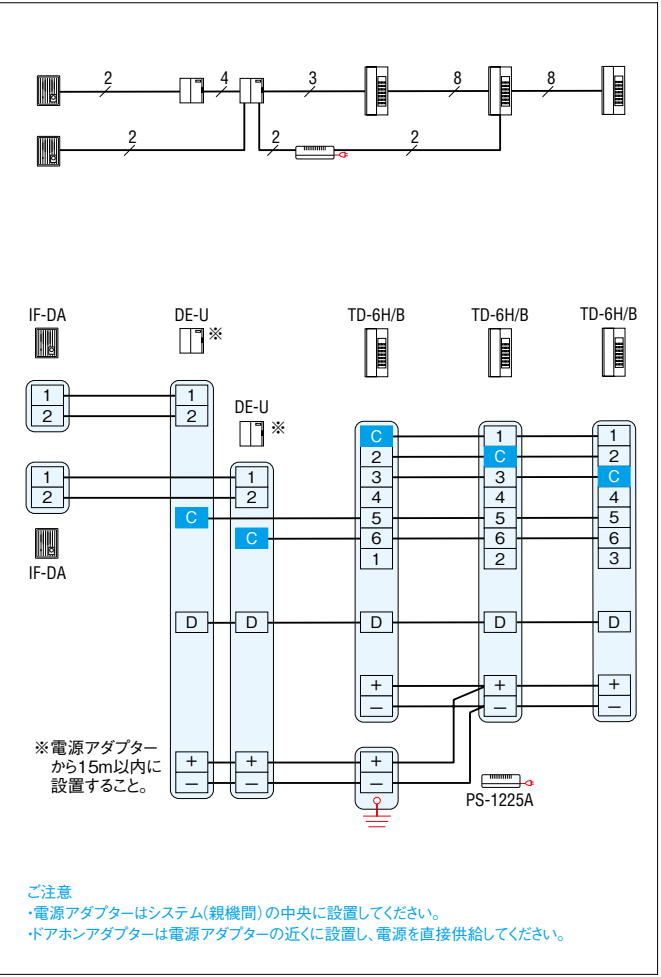 2 4 3 8 8
2 2 2
IF-DA DE-U TD-6H/B TD-6H/B TD-6H/B
※
1 1
2 2
DE-U
※
C 1 1
2 C 2
1 1 3 3 C
2 2 4 4 4
C 5 5 5
C 6 6 6
IF-DA
1 2 3
D D D D D
+ + +
− − −
※電源アダプター
から15m以内に
設置すること。
+ + +
− − −
PS-1225A
ご注意
・電源アダプターはシステム(親機間)の中央に設置してください。
・ドアホンアダプターは電源アダプターの近くに設置し、電源を直接供給してください。